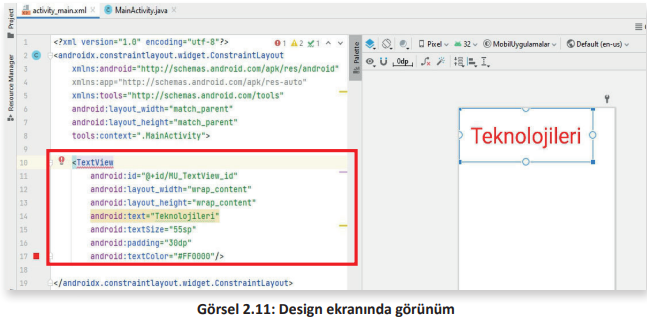 activity_main.xml × MainActivity.java ×
Project
Resource Manager
1 <?xml version="1.0" encoding="utf-8"?>
2 <androidx.constraintlayout.widget.ConstraintLayout
3 xmlns:android="http://schemas.android.com/apk/res/android"
4 xmlns:app="http://schemas.android.com/apk/res-auto"
5 xmlns:tools="http://schemas.android.com/tools"
6 android:layout_width="match_parent"
7 android:layout_height="match_parent"
8 tools:context=".MainActivity">
9
10 <TextView
11 android:id="@+id/MU_TextView_id"
12 android:layout_width="wrap_content"
13 android:layout_height="wrap_content"
14 android:text="Teknolojileri"
15 android:textSize="55sp"
16 android:padding="30dp"
17 android:textColor="#FF0000"/>
18
19 </androidx.constraintlayout.widget.ConstraintLayout>
1 2 1
Palette
Pixel 32 MobilUygulamalar Default (en-us)
0dp
Teknolojileri
Görsel 2.11: Design ekranında görünüm